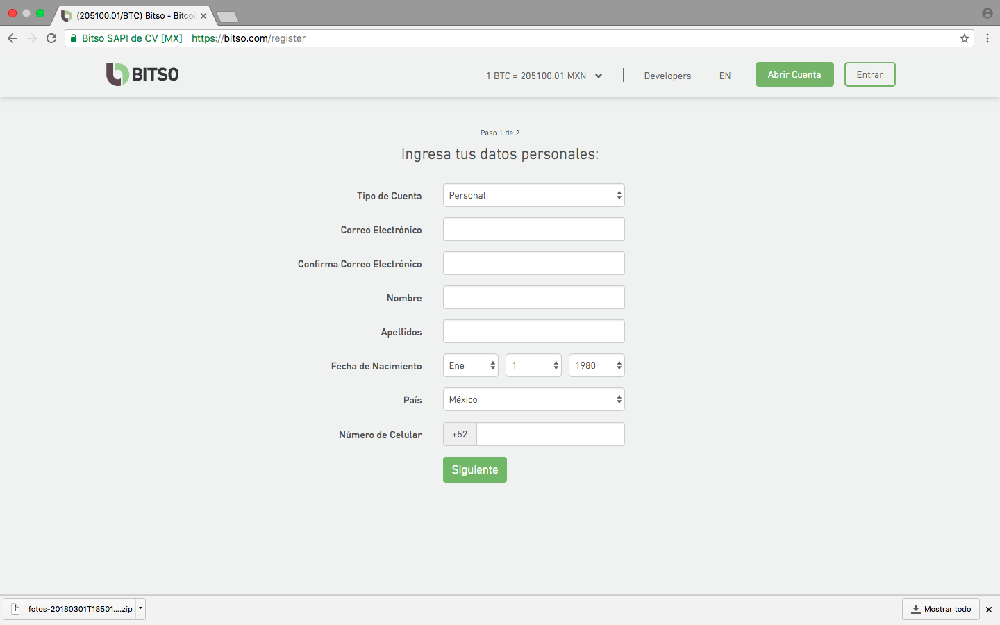 (205100.01/BTC) Bitso - Bitcoi
Bitso SAPI de CV [MX] https://bitso.com/register
BITSO
1 BTC = 205100.01 MXN
Developers
EN
Abrir Cuenta
Entrar
Paso 1 de 2
Ingresa tus datos personales:
Tipo de Cuenta Personal
Correo Electrónico
Confirma Correo Electrónico
Nombre
Apellidos
Fecha de Nacimiento Ene 1 1980
País México
Número de Celular +52
Siguiente
fotos-20180301T18501....zip
Mostrar todo